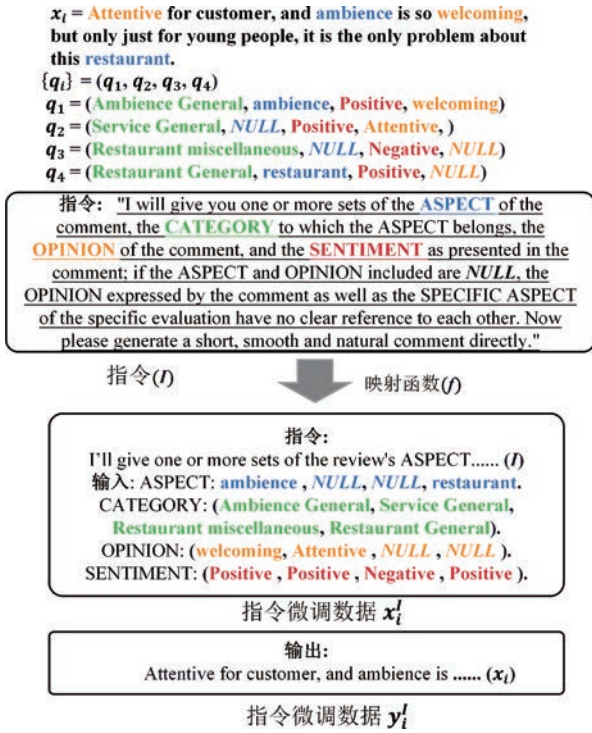 x_i = Attentive for customer, and ambience is so welcoming,
but only just for young people, it is the only problem about
this restaurant.
{q_i} = (q_1, q_2, q_3, q_4)
q_1 = (Ambience General, ambience, Positive, welcoming)
q_2 = (Service General, NULL, Positive, Attentive, )
q_3 = (Restaurant miscellaneous, NULL, Negative, NULL)
q_4 = (Restaurant General, restaurant, Positive, NULL)
指令: "I will give you one or more sets of the ASPECT of the
comment, the CATEGORY to which the ASPECT belongs, the
OPINION of the comment, and the SENTIMENT as presented in the
comment; if the ASPECT and OPINION included are NULL, the
OPINION expressed by the comment as well as the SPECIFIC ASPECT
of the specific evaluation have no clear reference to each other. Now
please generate a short, smooth and natural comment directly."
指令(I)
映射函数(f)
指令:
I'll give one or more sets of the review's ASPECT...... (I)
输入: ASPECT: ambience , NULL, NULL, restaurant.
CATEGORY: (Ambience General, Service General,
Restaurant miscellaneous, Restaurant General).
OPINION: (welcoming, Attentive , NULL , NULL ).
SENTIMENT: (Positive , Positive , Negative , Positive ).
指令微调数据 x_i^I
输出:
Attentive for customer, and ambience is ...... (x_i)
指令微调数据 y_i^I